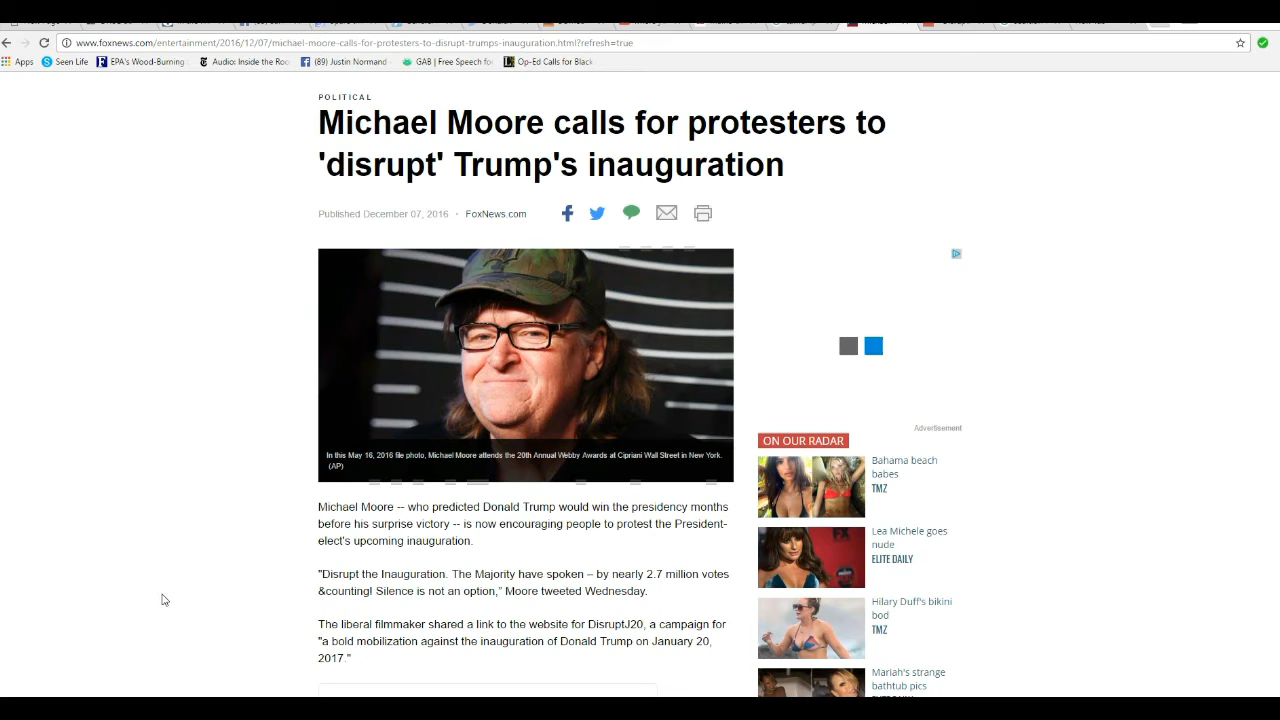 www.foxnews.com/entertainment/2016/12/07/michael-moore-calls-for-protesters-to-disrupt-trumps-inauguration.html?refresh=true
Apps Seen Life EPA's Wood-Burning Audio: Inside the Roo (89) Justin Normand GAB | Free Speech fo Op-Ed Calls for Black
POLITICAL
Michael Moore calls for protesters to
'disrupt' Trump's inauguration
Published December 07, 2016 · FoxNews.com
In this May 16, 2016 file photo, Michael Moore attends the 20th Annual Webby Awards at Cipriani Wall Street in New York.
(AP)
Michael Moore -- who predicted Donald Trump would win the presidency months
before his surprise victory -- is now encouraging people to protest the President-
elect's upcoming inauguration.
"Disrupt the Inauguration. The Majority have spoken – by nearly 2.7 million votes
&counting! Silence is not an option," Moore tweeted Wednesday.
The liberal filmmaker shared a link to the website for DisruptJ20, a campaign for
"a bold mobilization against the inauguration of Donald Trump on January 20,
2017."
Advertisement
ON OUR RADAR
Bahama beach
babes
TMZ
Lea Michele goes
nude
ELITE DAILY
Hilary Duff's bikini
bod
TMZ
Mariah's strange
bathtub pics